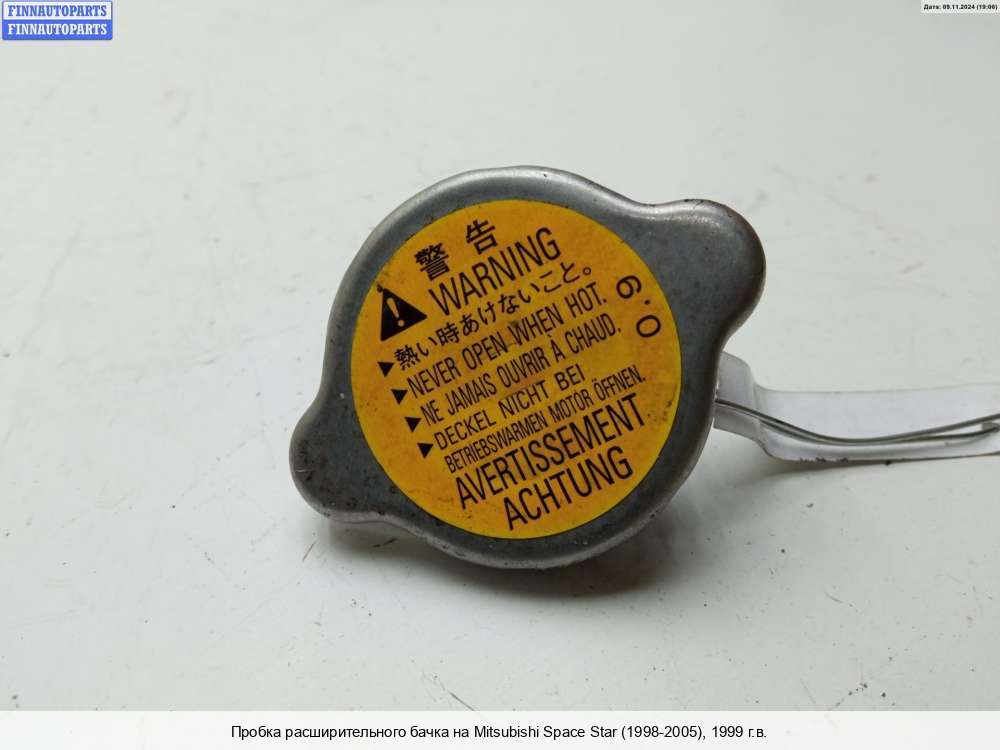 FINNAUTOPARTS
FINNAUTOPARTS
Дата: 09.11.2024 (19:06)
警告
WARNING
熱い時あけないこと。
NEVER OPEN WHEN HOT.
NE JAMAIS OUVRIR À CHAUD.
DECKEL NICHT BEI
BETRIEBSWARMEN MOTOR ÖFFNEN.
AVERTISSEMENT
ACHTUNG
0.9
Пробка расширительного бачка на Mitsubishi Space Star (1998-2005), 1999 г.в.